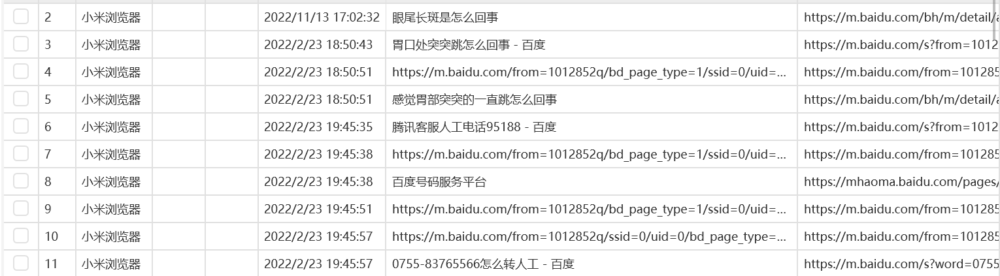 2 小米浏览器 2022/11/13 17:02:32 眼尾长斑是怎么回事 https://m.baidu.com/bh/m/detail/a
3 小米浏览器 2022/2/23 18:50:43 胃口处突突跳怎么回事 - 百度 https://m.baidu.com/s?from=1012
4 小米浏览器 2022/2/23 18:50:51 https://m.baidu.com/from=1012852q/bd_page_type=1/ssid=0/uid=... https://m.baidu.com/from=101285
5 小米浏览器 2022/2/23 18:50:51 感觉胃部突突的一直跳怎么回事 https://m.baidu.com/bh/m/detail/a
6 小米浏览器 2022/2/23 19:45:35 腾讯客服人工电话95188 - 百度 https://m.baidu.com/s?from=1012
7 小米浏览器 2022/2/23 19:45:38 https://m.baidu.com/from=1012852q/bd_page_type=1/ssid=0/uid=... https://m.baidu.com/from=101285
8 小米浏览器 2022/2/23 19:45:38 百度号码服务平台 https://mhaoma.baidu.com/pages/
9 小米浏览器 2022/2/23 19:45:51 https://m.baidu.com/from=1012852q/bd_page_type=1/ssid=0/uid=... https://m.baidu.com/from=101285
10 小米浏览器 2022/2/23 19:45:57 https://m.baidu.com/from=1012852q/ssid=0/uid=0/bd_page_type=... https://m.baidu.com/from=101285
11 小米浏览器 2022/2/23 19:45:57 0755-83765566怎么转人工 - 百度 https://m.baidu.com/s?word=0755